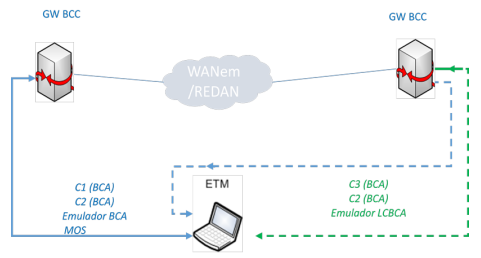 GW BCC
GW BCC
WANem
/REDAN
C1 (BCA)
C2 (BCA)
Emulador BCA
MOS
ETM
C3 (BCA)
C2 (BCA)
Emulador LCBCA